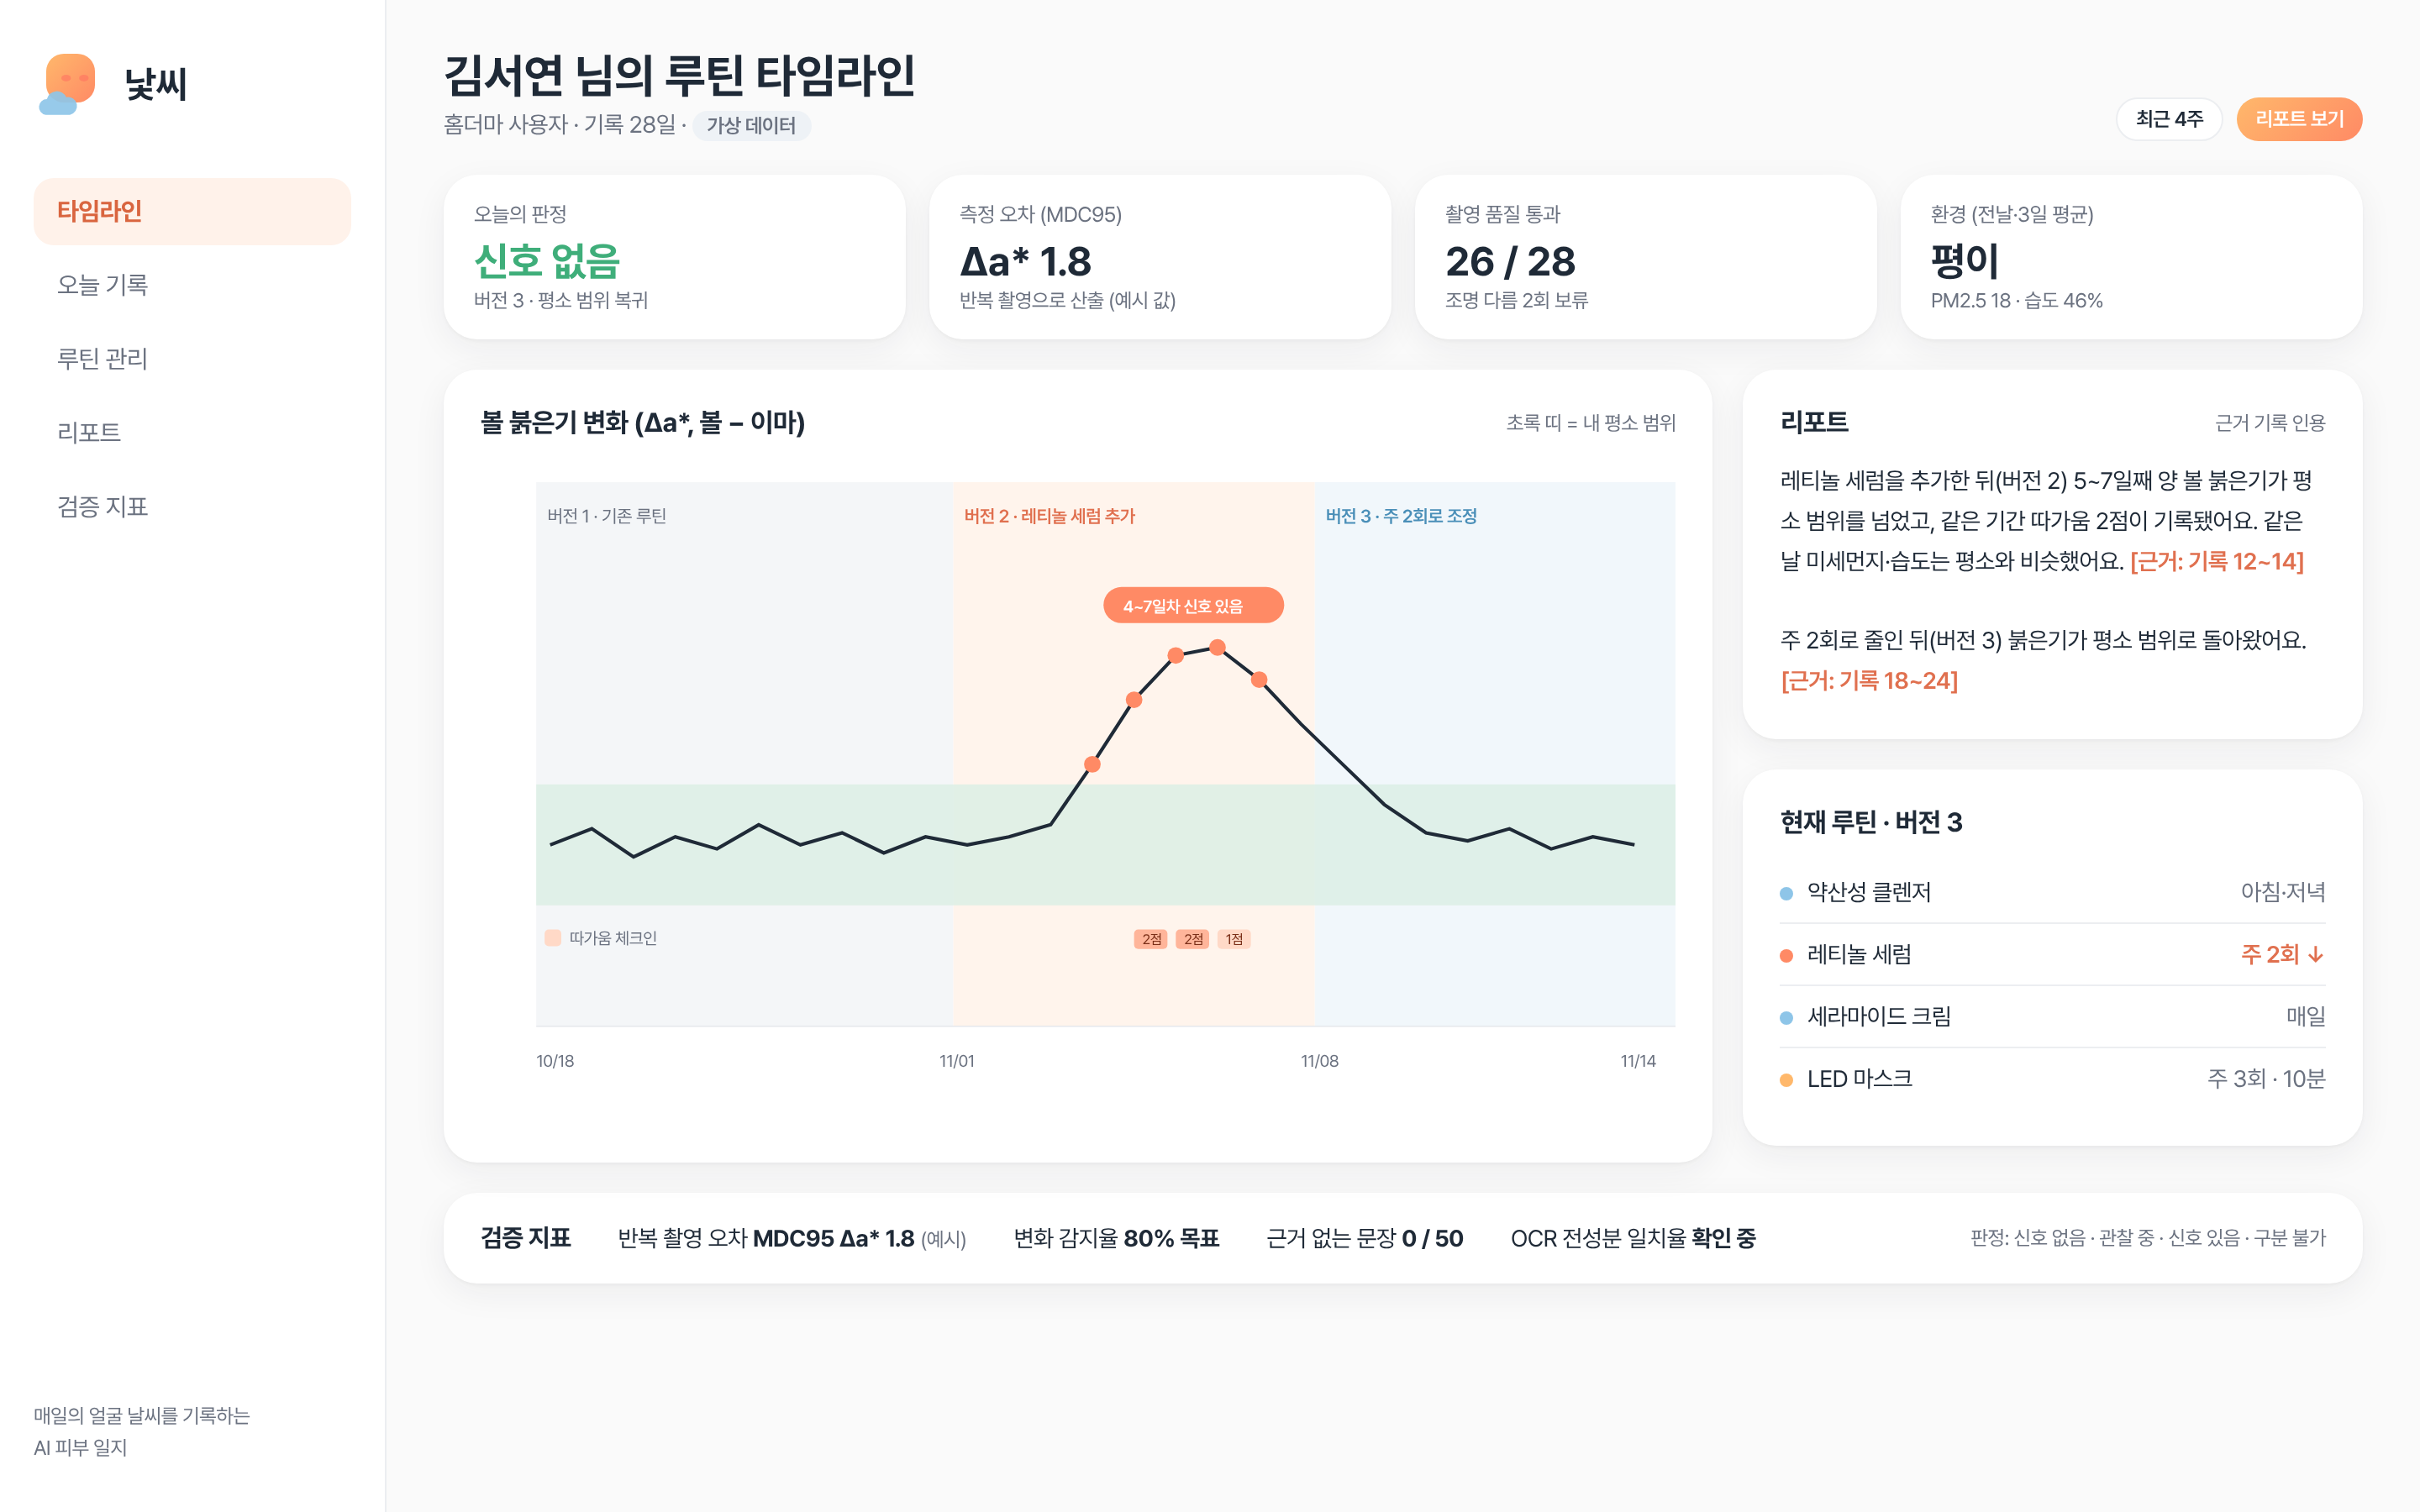 낯씨
타임라인
오늘 기록
루틴 관리
리포트
검증 지표
매일의 얼굴 날씨를 기록하는
AI 피부 일지
김서연 님의 루틴 타임라인
홈더마 사용자 · 기록 28일 · 가상 데이터
최근 4주
리포트 보기
오늘의 판정
신호 없음
버전 3 · 평소 범위 복귀
측정 오차 (MDC95)
Δa* 1.8
반복 촬영으로 산출 (예시 값)
촬영 품질 통과
26 / 28
조명 다름 2회 보류
환경 (전날·3일 평균)
평이
PM2.5 18 · 습도 46%
볼 붉은기 변화 (Δa*, 볼 − 이마)
초록 띠 = 내 평소 범위
버전 1 · 기존 루틴
버전 2 · 레티놀 세럼 추가
버전 3 · 주 2회로 조정
4~7일차 신호 있음
따가움 체크인
2점
2점
1점
10/18
11/01
11/08
11/14
리포트
근거 기록 인용
레티놀 세럼을 추가한 뒤(버전 2) 5~7일째 양 볼 붉은기가 평
소 범위를 넘었고, 같은 기간 따가움 2점이 기록됐어요. 같은
날 미세먼지·습도는 평소와 비슷했어요. [근거: 기록 12~14]
주 2회로 줄인 뒤(버전 3) 붉은기가 평소 범위로 돌아왔어요.
[근거: 기록 18~24]
현재 루틴 · 버전 3
약산성 클렌저
아침·저녁
레티놀 세럼
주 2회 ↓
세라마이드 크림
매일
LED 마스크
주 3회 · 10분
검증 지표
반복 촬영 오차 MDC95 Δa* 1.8 (예시)
변화 감지율 80% 목표
근거 없는 문장 0 / 50
OCR 전성분 일치율 확인 중
판정: 신호 없음 · 관찰 중 · 신호 있음 · 구분 불가